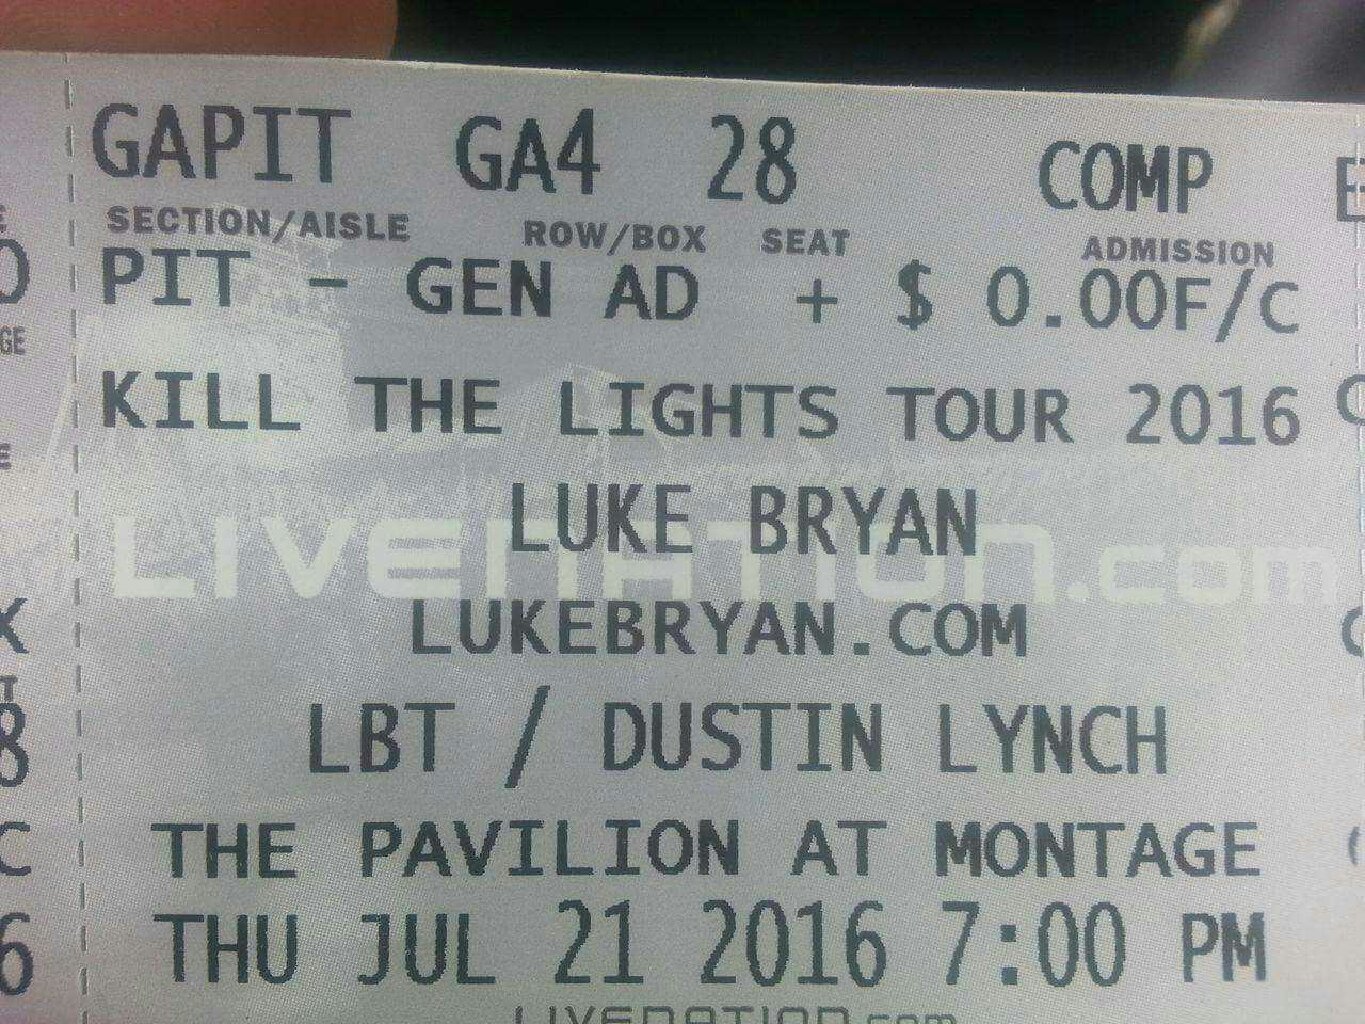 GAPIT GA4 28 COMP
SECTION/AISLE ROW/BOX SEAT ADMISSION
PIT - GEN AD + $ 0.00F/C
KILL THE LIGHTS TOUR 2016
LUKE BRYAN
LIVENATION.com
LUKEBRYAN.COM
LBT / DUSTIN LYNCH
THE PAVILION AT MONTAGE
THU JUL 21 2016 7:00 PM
LIVENATION.com